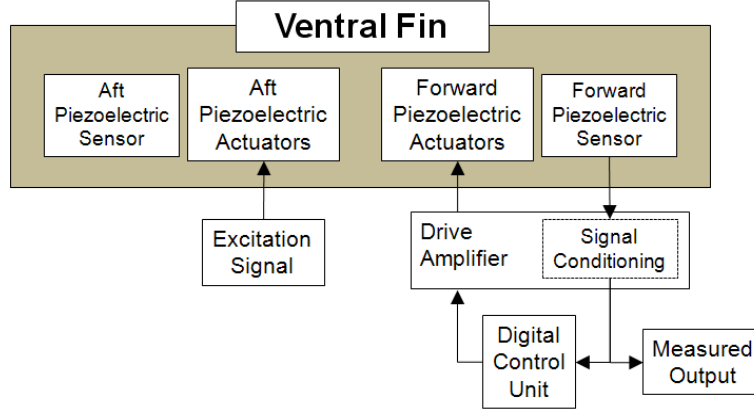 Ventral Fin
Aft
Piezoelectric
Sensor
Aft
Piezoelectric
Actuators
Forward
Piezoelectric
Actuators
Forward
Piezoelectric
Sensor
Excitation
Signal
Drive
Amplifier
Signal
Conditioning
Digital
Control
Unit
Measured
Output